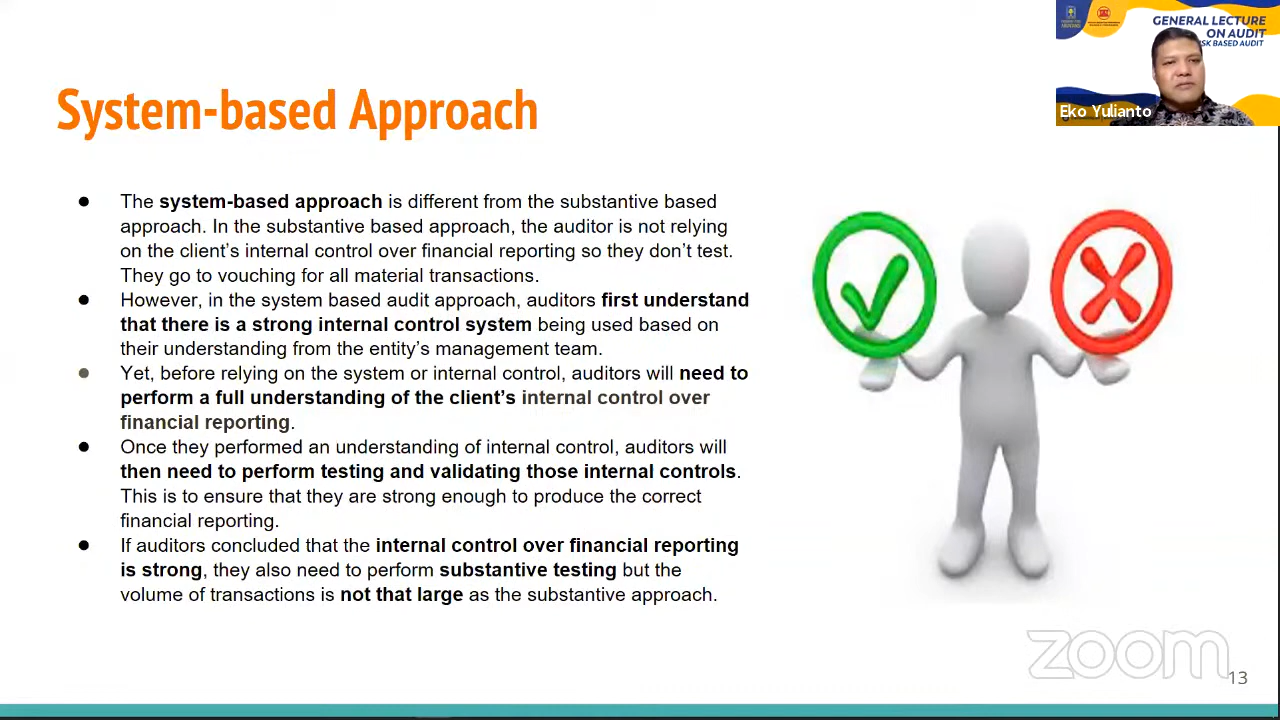 GENERAL LECTURE
ON AUDIT
SK BASED AUDIT
Eko Yulianto
System-based Approach
● The system-based approach is different from the substantive based
approach. In the substantive based approach, the auditor is not relying
on the client’s internal control over financial reporting so they don’t test.
They go to vouching for all material transactions.
● However, in the system based audit approach, auditors first understand
that there is a strong internal control system being used based on
their understanding from the entity’s management team.
● Yet, before relying on the system or internal control, auditors will need to
perform a full understanding of the client’s internal control over
financial reporting.
● Once they performed an understanding of internal control, auditors will
then need to perform testing and validating those internal controls.
This is to ensure that they are strong enough to produce the correct
financial reporting.
● If auditors concluded that the internal control over financial reporting
is strong, they also need to perform substantive testing but the
volume of transactions is not that large as the substantive approach.
zoom
13